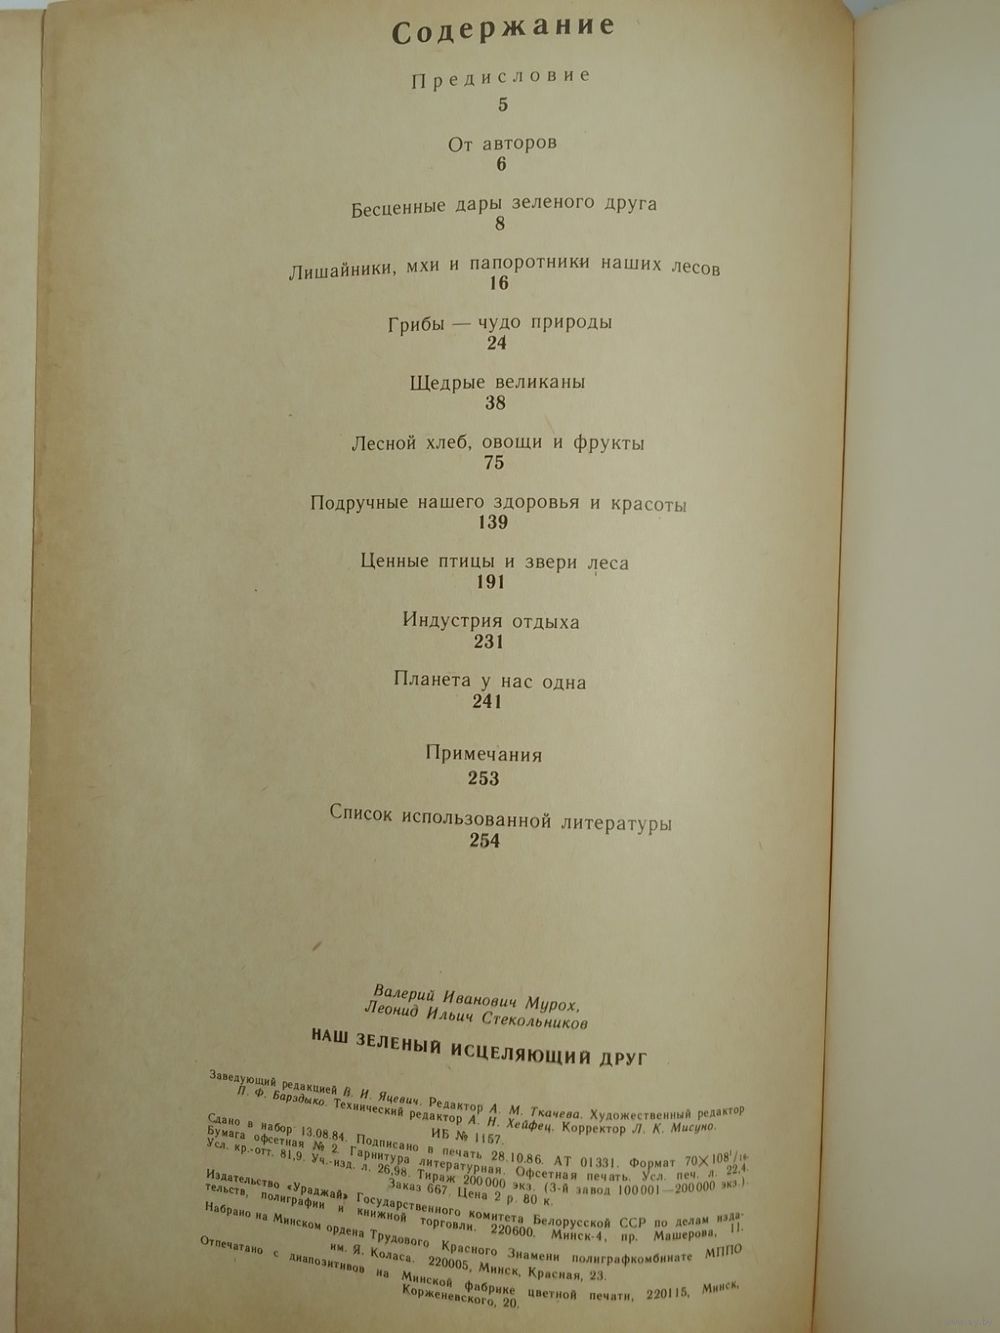 Содержание
Предисловие
5
От авторов
6
Бесценные дары зеленого друга
8
Лишайники, мхи и папоротники наших лесов
16
Грибы — чудо природы
24
Щедрые великаны
38
Лесной хлеб, овощи и фрукты
75
Подручные нашего здоровья и красоты
139
Ценные птицы и звери леса
191
Индустрия отдыха
231
Планета у нас одна
241
Примечания
253
Список использованной литературы
254
Валерий Иванович Мурох,
Леонид Ильич Стекольников
НАШ ЗЕЛЕНЫЙ ИСЦЕЛЯЮЩИЙ ДРУГ
Заведующий редакцией В. И. Яцевич. Редактор А. М. Ткачева. Художественный редактор
П. Ф. Барздыко. Технический редактор А. Н. Хейфец. Корректор Л. К. Мисуно.
ИБ № 1157.
Сдано в набор 13.08.84. Подписано в печать 28.10.86. АТ 01331. Формат 70×108¹/₁₆.
Бумага офсетная № 2. Гарнитура литературная. Офсетная печать. Усл. печ. л. 22,4.
Усл. кр.-отт. 81,9. Уч.-изд. л. 26,98. Тираж 200 000 экз. (3-й завод 100 001—200 000 экз.).
Заказ 667. Цена 2 р. 80 к.
Издательство «Ураджай» Государственного комитета Белорусской ССР по делам изда-
тельств, полиграфии и книжной торговли. 220600. Минск-4, пр. Машерова, 11.
Набрано на Минском ордена Трудового Красного Знамени полиграфкомбинате МППО
им. Я. Коласа. 220005, Минск, Красная, 23.
Отпечатано с диапозитивов на Минской фабрике цветной печати, 220115, Минск,
Корженевского, 20.